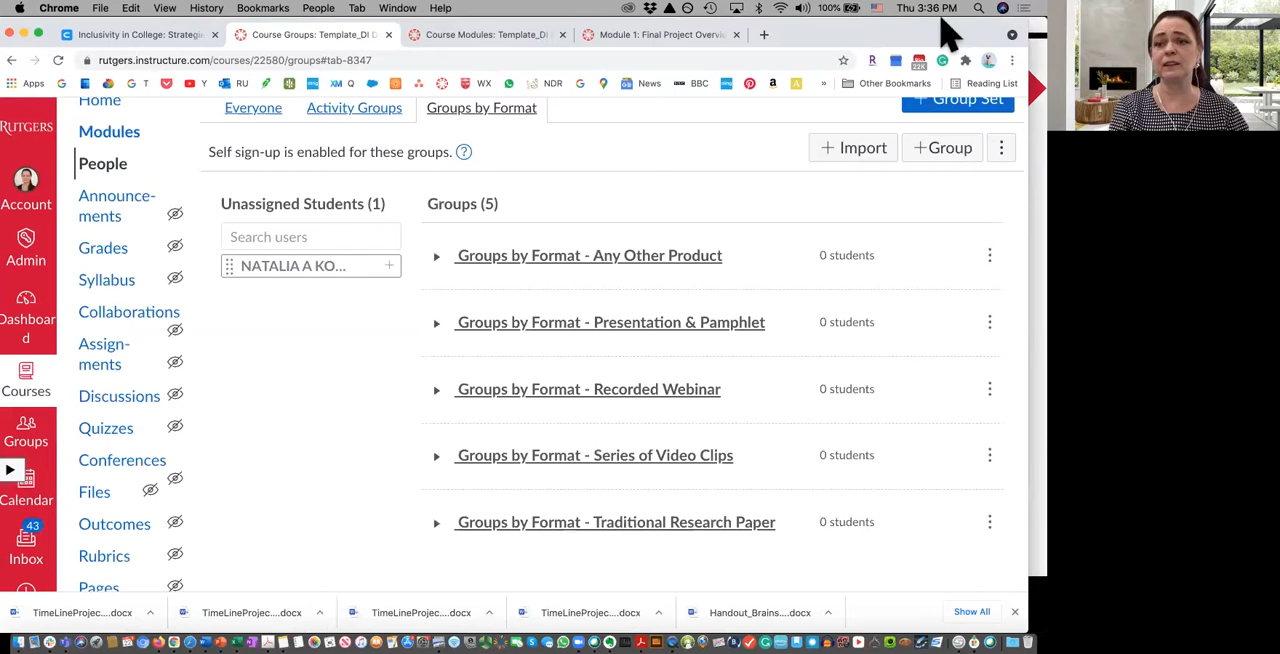 Chrome File Edit View History Bookmarks People Tab Window Help 100% Thu 3:36 PM
Inclusivity in College: Strategie Course Groups: Template_DI D Course Modules: Template_DI Module 1: Final Project Overvi
rutgers.instructure.com/courses/22580/groups#tab-8347
Apps G G T Y RU XM Q WX NDR News BBC » Other Bookmarks Reading List
RUTGERS
Account
Admin
Dashboar
d
Courses
Groups
Calendar
43
Inbox
Home
Modules
People
Announce-
ments
Grades
Syllabus
Collaborations
Assign-
ments
Discussions
Quizzes
Conferences
Files
Outcomes
Rubrics
Pages
Everyone Activity Groups Groups by Format + Group Set
Self sign-up is enabled for these groups. ? + Import +Group
Unassigned Students (1) Groups (5)
Search users
NATALIA A KO... +
Groups by Format - Any Other Product 0 students
Groups by Format - Presentation & Pamphlet 0 students
Groups by Format - Recorded Webinar 0 students
Groups by Format - Series of Video Clips 0 students
Groups by Format - Traditional Research Paper 0 students
TimeLineProjec....docx TimeLineProjec....docx TimeLineProjec....docx TimeLineProjec....docx Handout_Brains....docx Show All